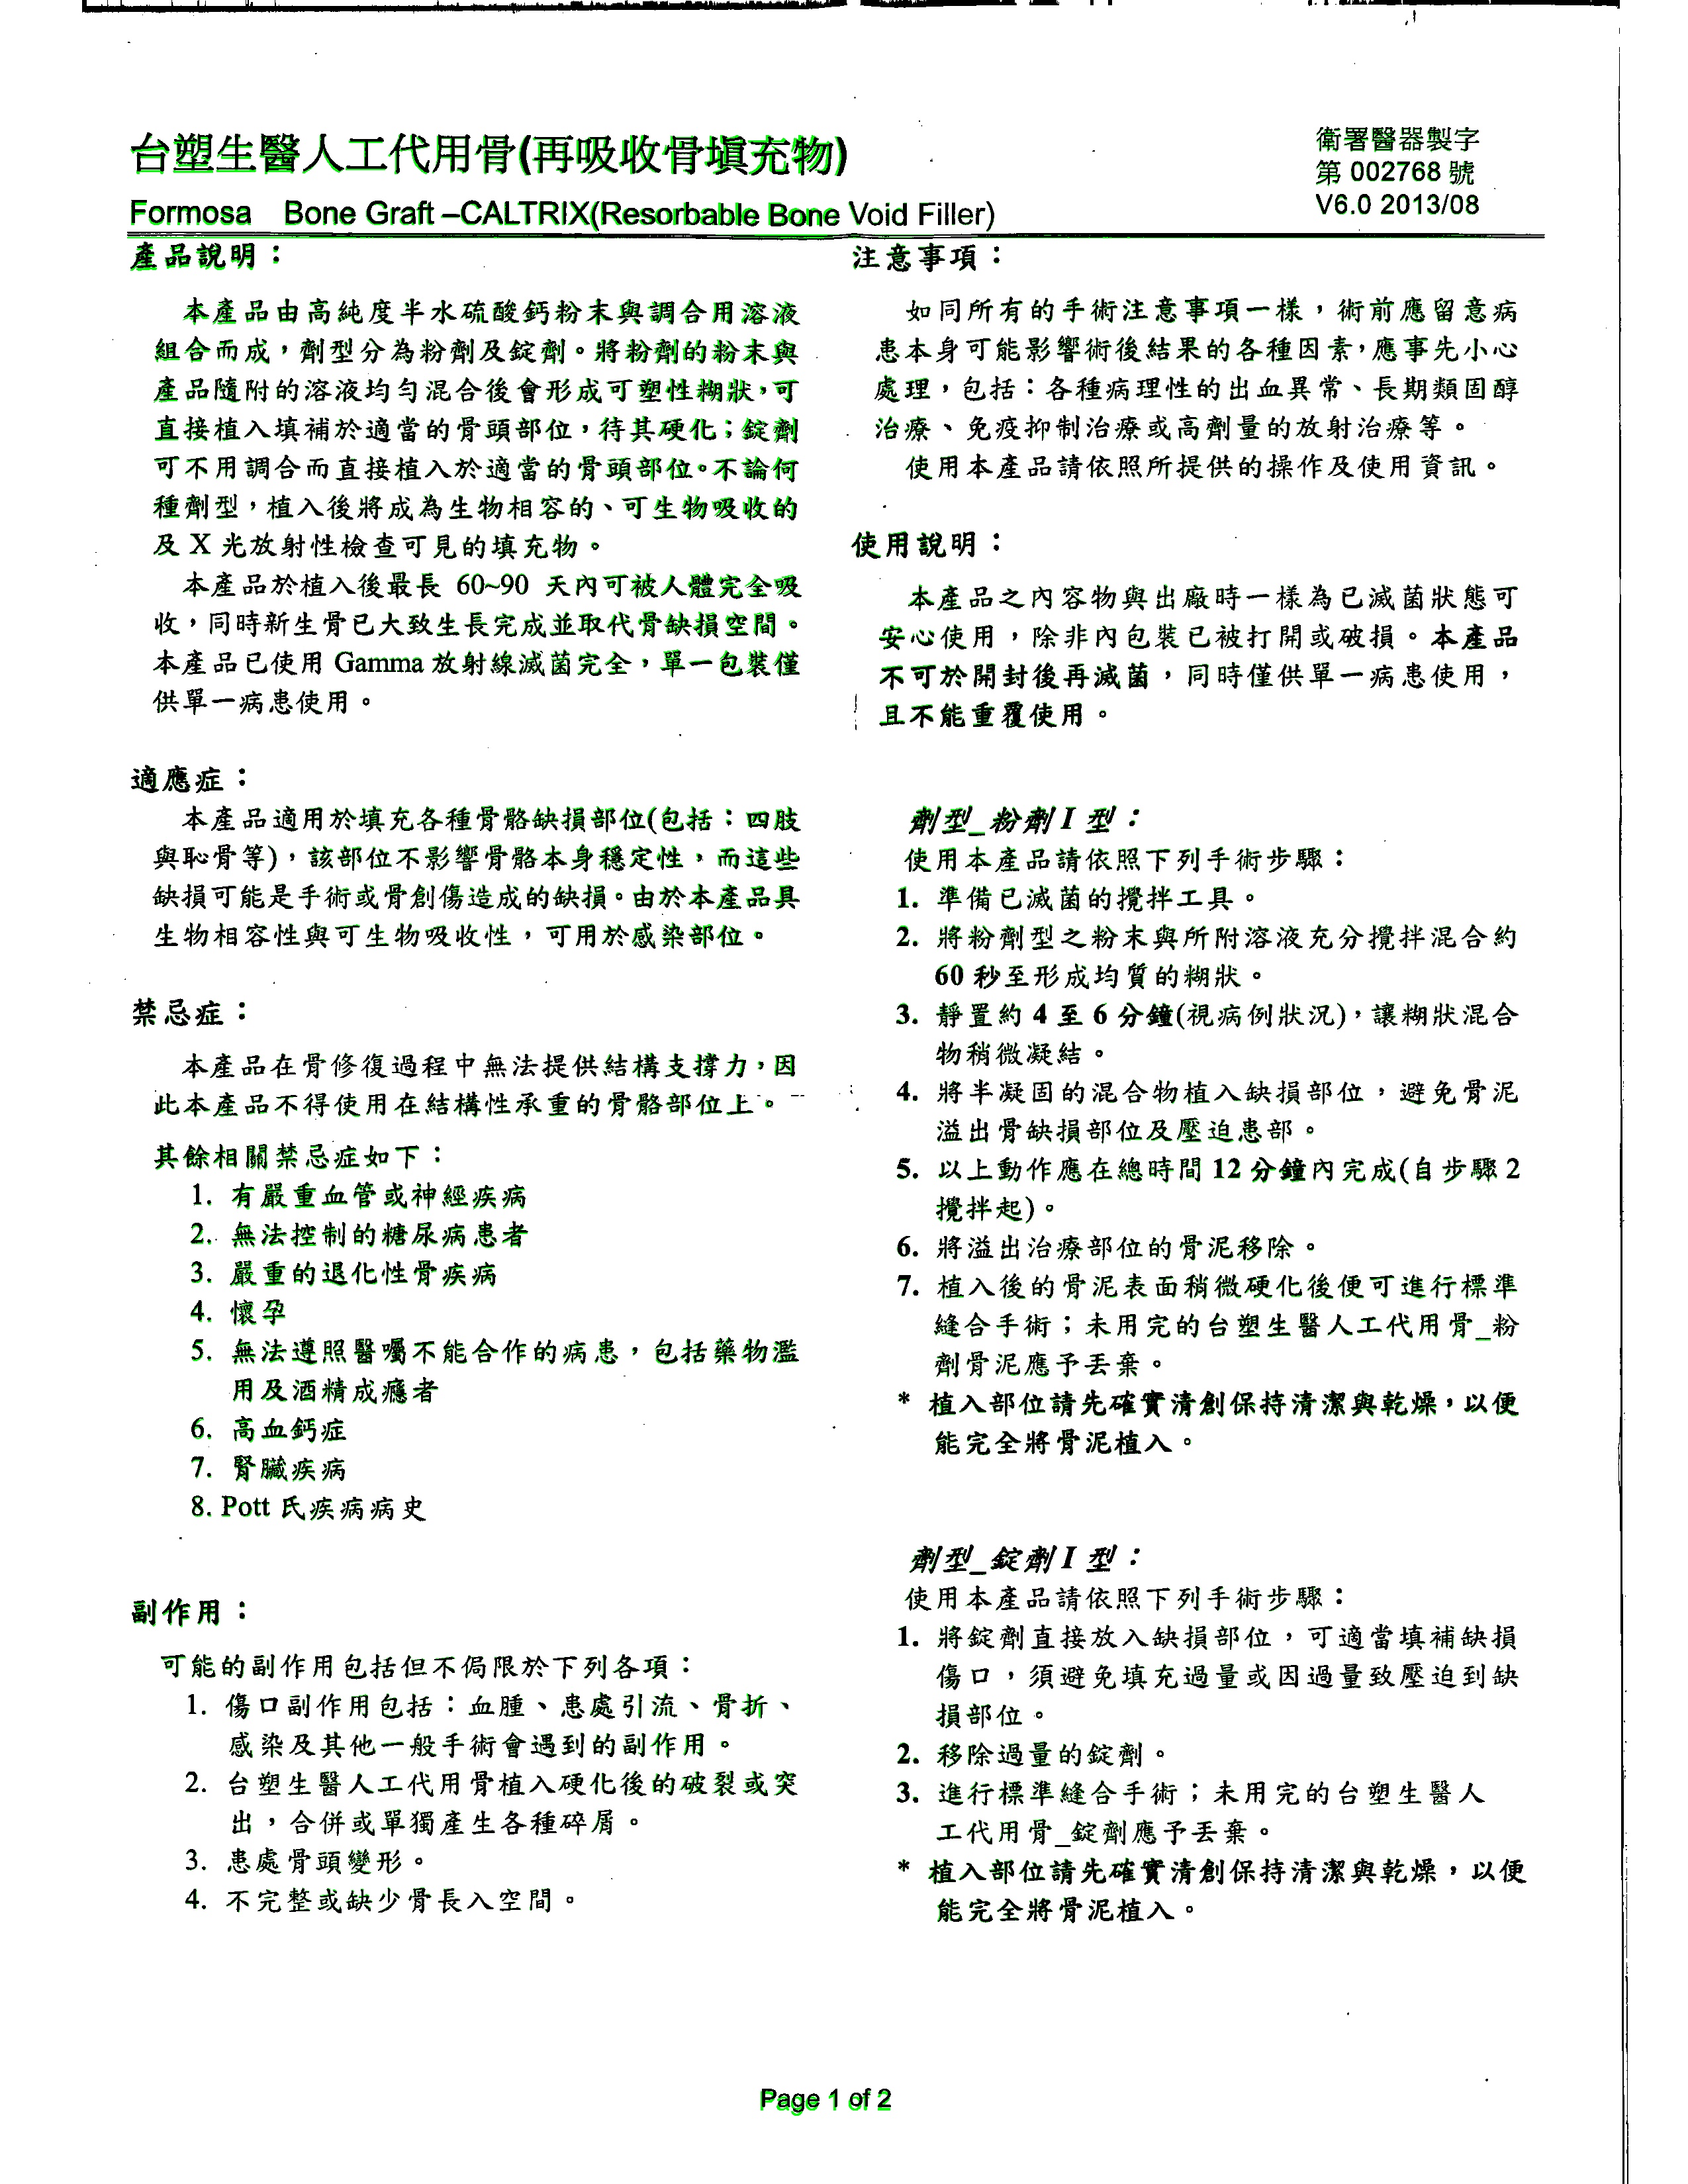 台塑生醫人工代用骨(再吸收骨填充物)
Formosa Bone Graft –CALTRIX(Resorbable Bone Void Filler)
衛署醫器製字
第 002768 號
V6.0 2013/08
產品說明：
本產品由高純度半水硫酸鈣粉末與調合用溶液
組合而成，劑型分為粉劑及錠劑。將粉劑的粉末與
產品隨附的溶液均勻混合後會形成可塑性糊狀，可
直接植入填補於適當的骨頭部位，待其硬化；錠劑
可不用調合而直接植入於適當的骨頭部位。不論何
種劑型，植入後將成為生物相容的、可生物吸收的
及 X 光放射性檢查可見的填充物。
本產品於植入後最長 60~90 天內可被人體完全吸
收，同時新生骨已大致生長完成並取代骨缺損空間。
本產品已使用 Gamma 放射線滅菌完全，單一包裝僅
供單一病患使用。
適應症：
本產品適用於填充各種骨骼缺損部位(包括：四肢
與恥骨等)，該部位不影響骨骼本身穩定性，而這些
缺損可能是手術或骨創傷造成的缺損。由於本產品具
生物相容性與可生物吸收性，可用於感染部位。
禁忌症：
本產品在骨修復過程中無法提供結構支撐力，因
此本產品不得使用在結構性承重的骨骼部位上。
其餘相關禁忌症如下：
1. 有嚴重血管或神經疾病
2. 無法控制的糖尿病患者
3. 嚴重的退化性骨疾病
4. 懷孕
5. 無法遵照醫囑不能合作的病患，包括藥物濫
用及酒精成癮者
6. 高血鈣症
7. 腎臟疾病
8. Pott 氏疾病病史
副作用：
可能的副作用包括但不侷限於下列各項：
1. 傷口副作用包括：血腫、患處引流、骨折、
感染及其他一般手術會遇到的副作用。
2. 台塑生醫人工代用骨植入硬化後的破裂或突
出，合併或單獨產生各種碎屑。
3. 患處骨頭變形。
4. 不完整或缺少骨長入空間。
注意事項：
如同所有的手術注意事項一樣，術前應留意病
患本身可能影響術後結果的各種因素，應事先小心
處理，包括：各種病理性的出血異常、長期類固醇
治療、免疫抑制治療或高劑量的放射治療等。
使用本產品請依照所提供的操作及使用資訊。
使用說明：
本產品之內容物與出廠時一樣為已滅菌狀態可
安心使用，除非內包裝已被打開或破損。本產品
不可於開封後再滅菌，同時僅供單一病患使用，
且不能重覆使用。
劑型_粉劑 I 型：
使用本產品請依照下列手術步驟：
1. 準備已滅菌的攪拌工具。
2. 將粉劑型之粉末與所附溶液充分攪拌混合約
60 秒至形成均質的糊狀。
3. 靜置約 4 至 6 分鐘(視病例狀況)，讓糊狀混合
物稍微凝結。
4. 將半凝固的混合物植入缺損部位，避免骨泥
溢出骨缺損部位及壓迫患部。
5. 以上動作應在總時間 12 分鐘內完成(自步驟 2
攪拌起)。
6. 將溢出治療部位的骨泥移除。
7. 植入後的骨泥表面稍微硬化後便可進行標準
縫合手術；未用完的台塑生醫人工代用骨_粉
劑骨泥應予丟棄。
* 植入部位請先確實清創保持清潔與乾燥，以便
能完全將骨泥植入。
劑型_錠劑 I 型：
使用本產品請依照下列手術步驟：
1. 將錠劑直接放入缺損部位，可適當填補缺損
傷口，須避免填充過量或因過量致壓迫到缺
損部位。
2. 移除過量的錠劑。
3. 進行標準縫合手術；未用完的台塑生醫人
工代用骨_錠劑應予丟棄。
* 植入部位請先確實清創保持清潔與乾燥，以便
能完全將骨泥植入。
Page 1 of 2